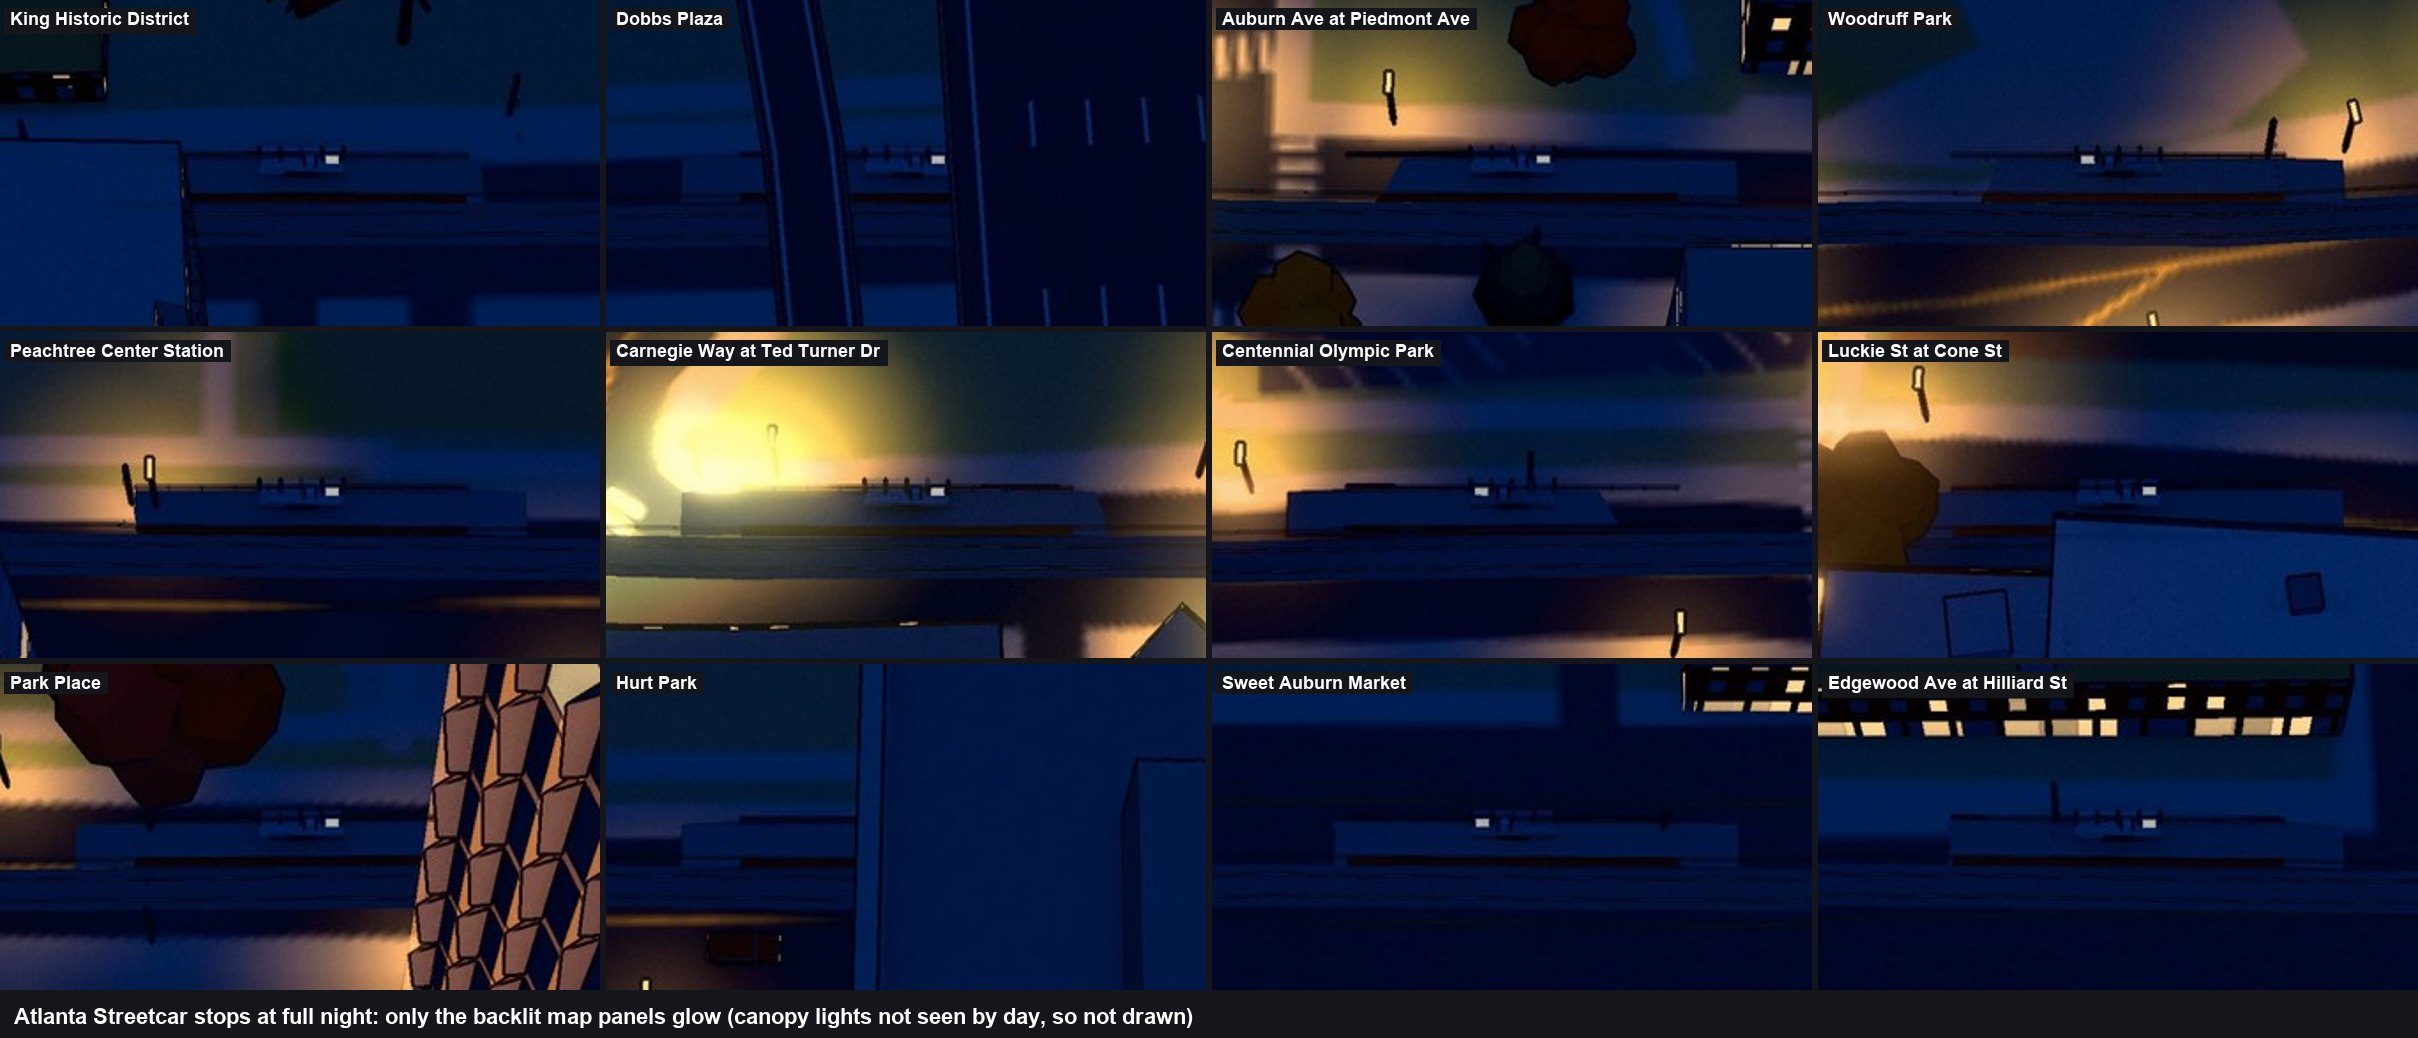 King Historic District
Dobbs Plaza
Auburn Ave at Piedmont Ave
Woodruff Park
Peachtree Center Station
Carnegie Way at Ted Turner Dr
Centennial Olympic Park
Luckie St at Cone St
Park Place
Hurt Park
Sweet Auburn Market
Edgewood Ave at Hilliard St
Atlanta Streetcar stops at full night: only the backlit map panels glow (canopy lights not seen by day, so not drawn)